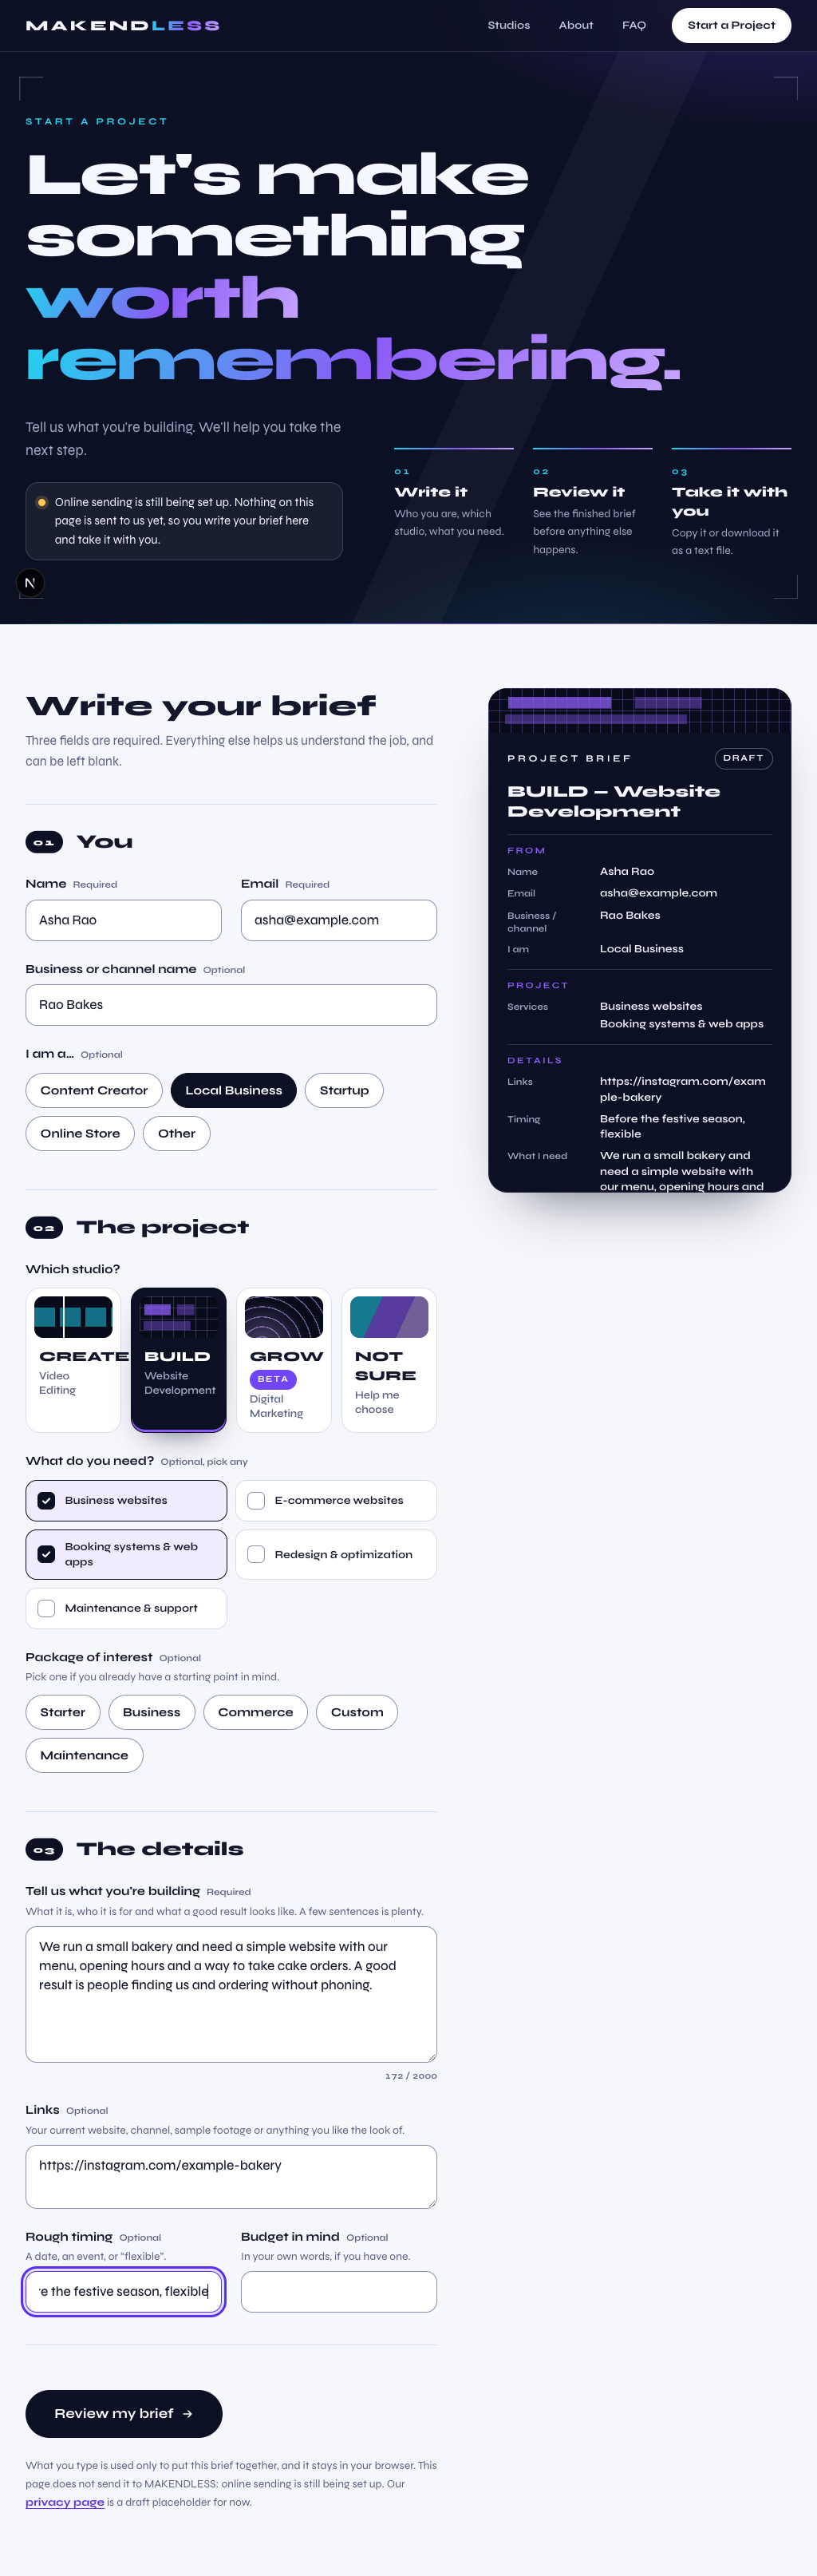 MAKENDLESS
Studios
About
FAQ
Start a Project
START A PROJECT
Let's make
something
worth
remembering.
Tell us what you're building. We'll help you take the
next step.
Online sending is still being set up. Nothing on this
page is sent to us yet, so you write your brief here
and take it with you.
01
Write it
Who you are, which
studio, what you need.
02
Review it
See the finished brief
before anything else
happens.
03
Take it with
you
Copy it or download it
as a text file.
N
Write your brief
Three fields are required. Everything else helps us understand the job, and
can be left blank.
01 You
Name Required
Asha Rao
Email Required
asha@example.com
Business or channel name Optional
Rao Bakes
I am a... Optional
Content Creator
Local Business
Startup
Online Store
Other
02 The project
Which studio?
CREATE
Video
Editing
BUILD
Website
Development
GROW
BETA
Digital
Marketing
NOT
SURE
Help me
choose
What do you need? Optional, pick any
Business websites
E-commerce websites
Booking systems & web
apps
Redesign & optimization
Maintenance & support
Package of interest Optional
Pick one if you already have a starting point in mind.
Starter
Business
Commerce
Custom
Maintenance
03 The details
Tell us what you're building Required
What it is, who it is for and what a good result looks like. A few sentences is plenty.
We run a small bakery and need a simple website with our
menu, opening hours and a way to take cake orders. A good
result is people finding us and ordering without phoning.
172 / 2000
Links Optional
Your current website, channel, sample footage or anything you like the look of.
https://instagram.com/example-bakery
Rough timing Optional
A date, an event, or "flexible".
e the festive season, flexible
Budget in mind Optional
In your own words, if you have one.
Review my brief →
What you type is used only to put this brief together, and it stays in your browser. This
page does not send it to MAKENDLESS: online sending is still being set up. Our
privacy page is a draft placeholder for now.
PROJECT BRIEF
DRAFT
BUILD – Website
Development
FROM
Name
Asha Rao
Email
asha@example.com
Business /
channel
Rao Bakes
I am
Local Business
PROJECT
Services
Business websites
Booking systems & web apps
DETAILS
Links
https://instagram.com/exam
ple-bakery
Timing
Before the festive season,
flexible
What I need
We run a small bakery and
need a simple website with
our menu, opening hours and